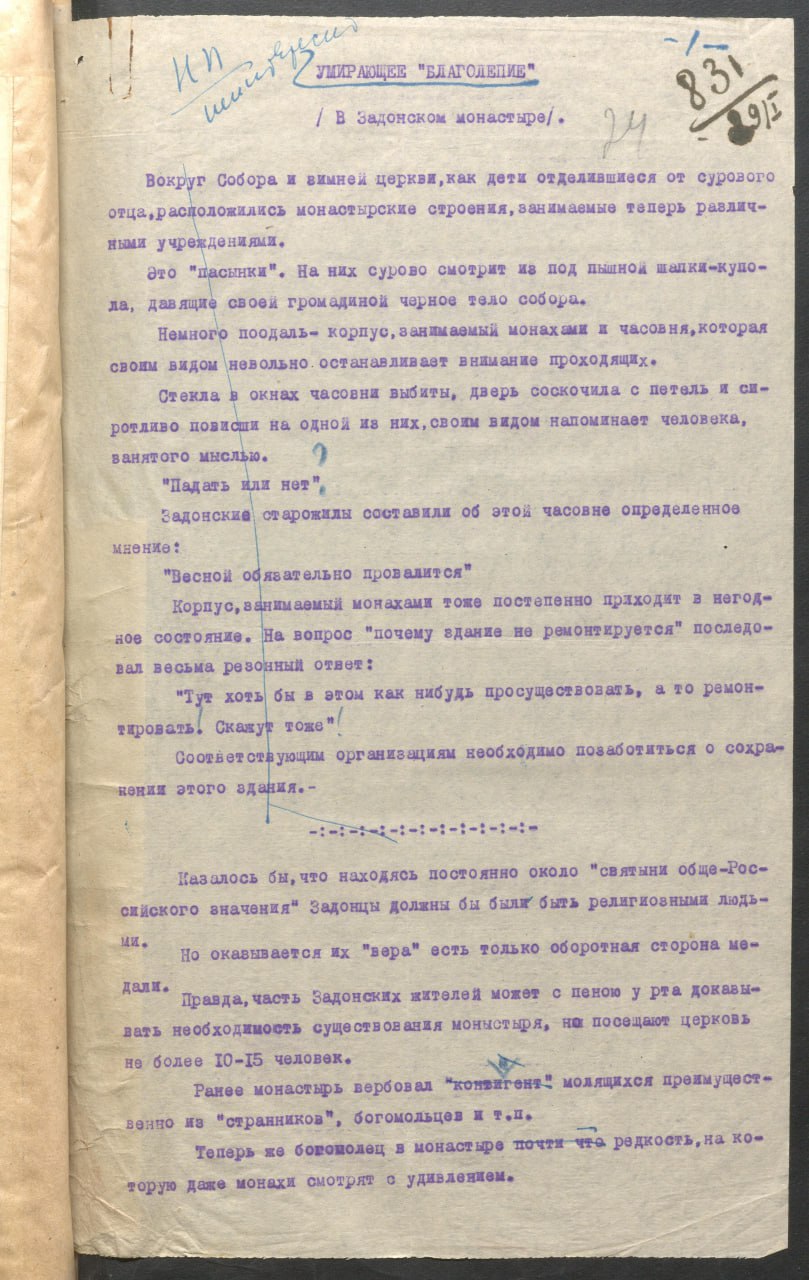 НП
-1-
831
29/I
24
УМИРАЮЩЕЕ "БЛАГОЛЕПИЕ"
/ В Задонском монастыре/.
Вокруг Собора и зимней церкви,как дети отделившиеся от сурового
отца,расположились монастырские строения,занимаемые теперь различ-
ными учреждениями.
Это "пасынки". На них сурово смотрит из под пышной шапки-купо-
ла, давящие своей громадиной черное тело собора.
Немного поодаль- корпус,занимаемый монахами и часовня,которая
своим видом невольно останавливает внимание проходящих.
Стекла в окнах часовни выбиты, дверь соскочила с петель и си-
ротливо повисши на одной из них,своим видом напоминает человека,
занятого мыслью.
"Падать или нет"?
Задонские старожилы составили об этой часовне определенное
мнение:
"Весной обязательно провалится"
Корпус,занимаемый монахами тоже постепенно приходит в негод-
ное состояние. На вопрос "почему здание не ремонтируется" последо-
вал весьма резонный ответ:
"Тут хоть бы в этом как нибудь просуществовать, а то ремон-
тировать! Скажут тоже"!
Соответствующим организациям необходимо позаботиться о сохра-
нении этого здания.-
-:-:-:-:-:-:-:-:-:-:-:-
Казалось бы,что находясь постоянно около "святыни обще-Рос-
сийского значения" Задонцы должны бы были быть религиозными людь-
ми.
Но оказывается их "вера" есть только оборотная сторона ме-
дали.
Правда,часть Задонских жителей может с пеною у рта доказы-
вать необходимость существования моныстыря, но посещают церковь
не более 10-15 человек.
Ранее монастырь вербовал "контигент" молящихся преимущест-
венно из "странников", богомольцев и т.п.
Теперь же богомолец в монастыре почти что редкость,на ко-
торую даже монахи смотрят с удивлением.